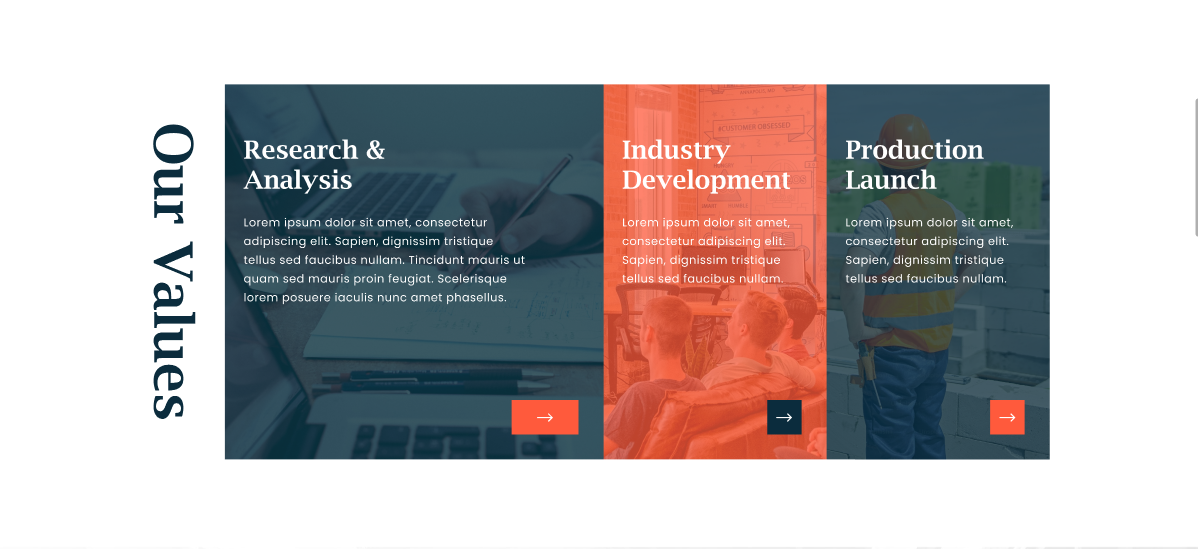 Our Values
Research &
Analysis
Lorem ipsum dolor sit amet, consectetur
adipiscing elit. Sapien, dignissim tristique
tellus sed faucibus nullam. Tincidunt mauris ut
quam sed mauris proin feugiat. Scelerisque
lorem posuere iaculis nunc amet phasellus.
#CUSTOMER OBSESSED
Industry
Development
Lorem ipsum dolor sit amet,
consectetur adipiscing elit.
Sapien, dignissim tristique
tellus sed faucibus nullam.
Production
Launch
Lorem ipsum dolor sit amet,
consectetur adipiscing elit.
Sapien, dignissim tristique
tellus sed faucibus nullam.